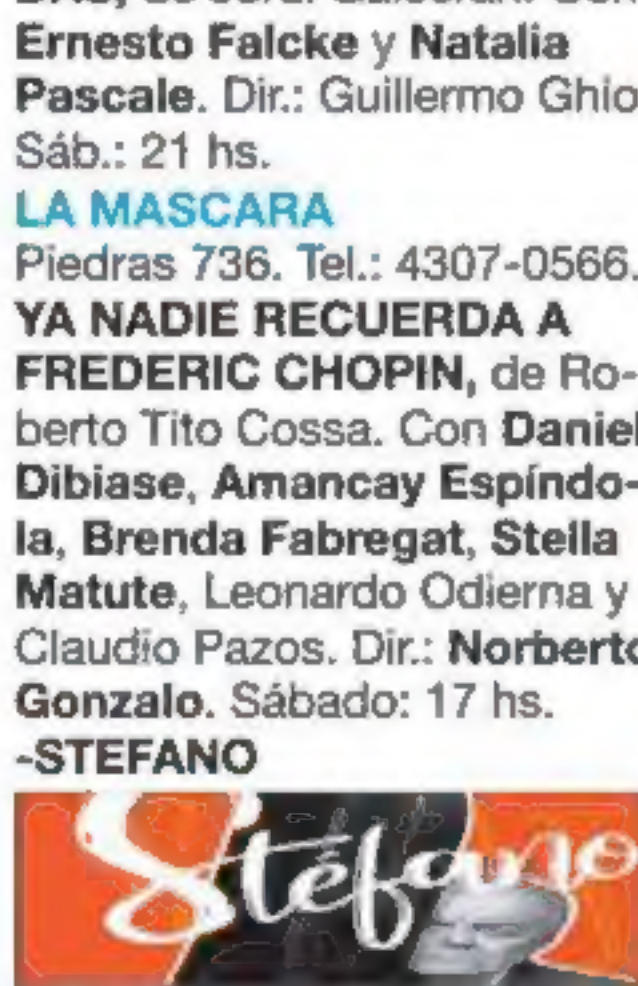 Ernesto Falcke y Natalia
Pascale. Dir.: Guillermo Ghio
Sáb.: 21 hs.
LA MASCARA
Piedras 736. Tel.: 4307-0566.
YA NADIE RECUERDA A
FREDERIC CHOPIN, de Ro-
berto Tito Cossa. Con Daniel
Dibiase, Amancay Espíndo-
la, Brenda Fabregat, Stella
Matute, Leonardo Odierna y
Claudio Pazos. Dir.: Norberto
Gonzalo. Sábado: 17 hs.
-STEFANO
Stéfano